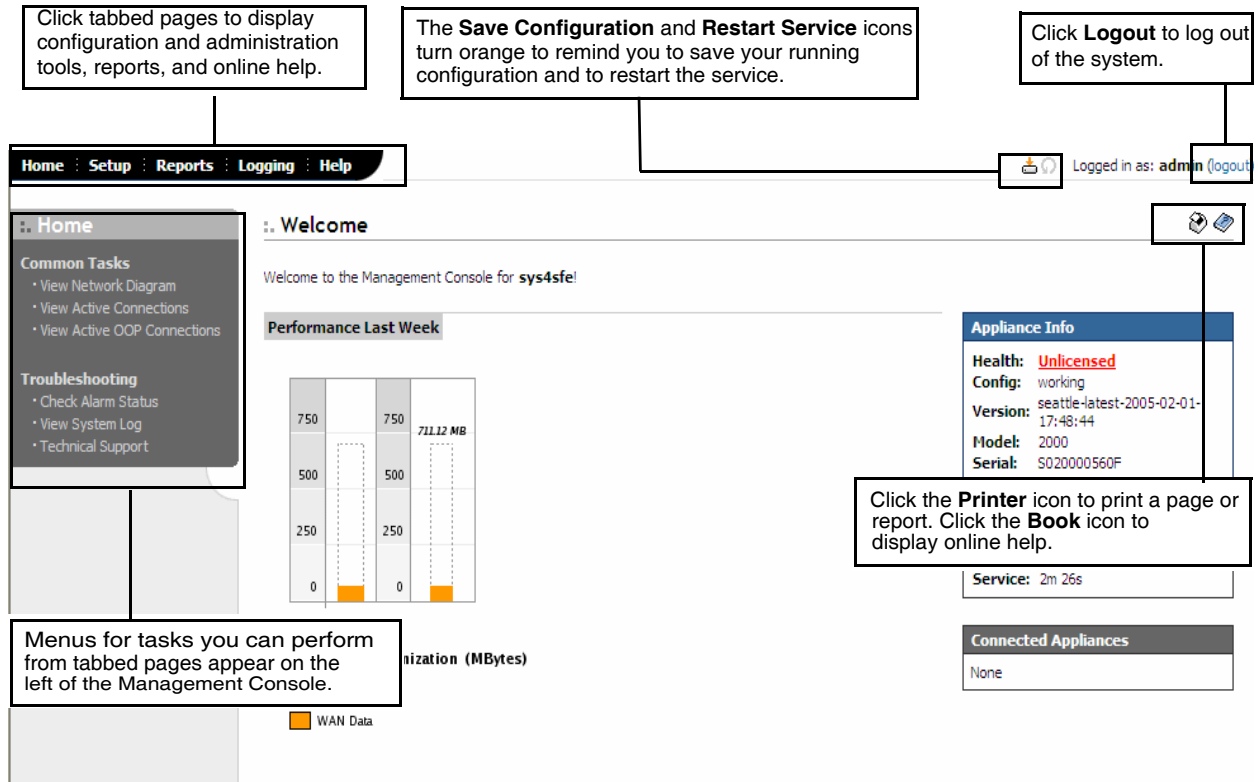 Click tabbed pages to display
configuration and administration
tools, reports, and online help.
The Save Configuration and Restart Service icons
turn orange to remind you to save your running
configuration and to restart the service.
Click Logout to log out
of the system.
Home Setup Reports Logging Help
Logged in as: admin (logout)
:. Home
Common Tasks
• View Network Diagram
• View Active Connections
• View Active OOP Connections
Troubleshooting
• Check Alarm Status
• View System Log
• Technical Support
:. Welcome
Welcome to the Management Console for sys4sfe!
Performance Last Week
750 750
711.12 MB
500 500
250 250
0 0
nization (MBytes)
WAN Data
Appliance Info
Health: Unlicensed
Config: working
Version: seattle-latest-2005-02-01-
17:48:44
Model: 2000
Serial: S020000560F
Click the Printer icon to print a page or
report. Click the Book icon to
display online help.
Service: 2m 26s
Connected Appliances
None
Menus for tasks you can perform
from tabbed pages appear on the
left of the Management Console.